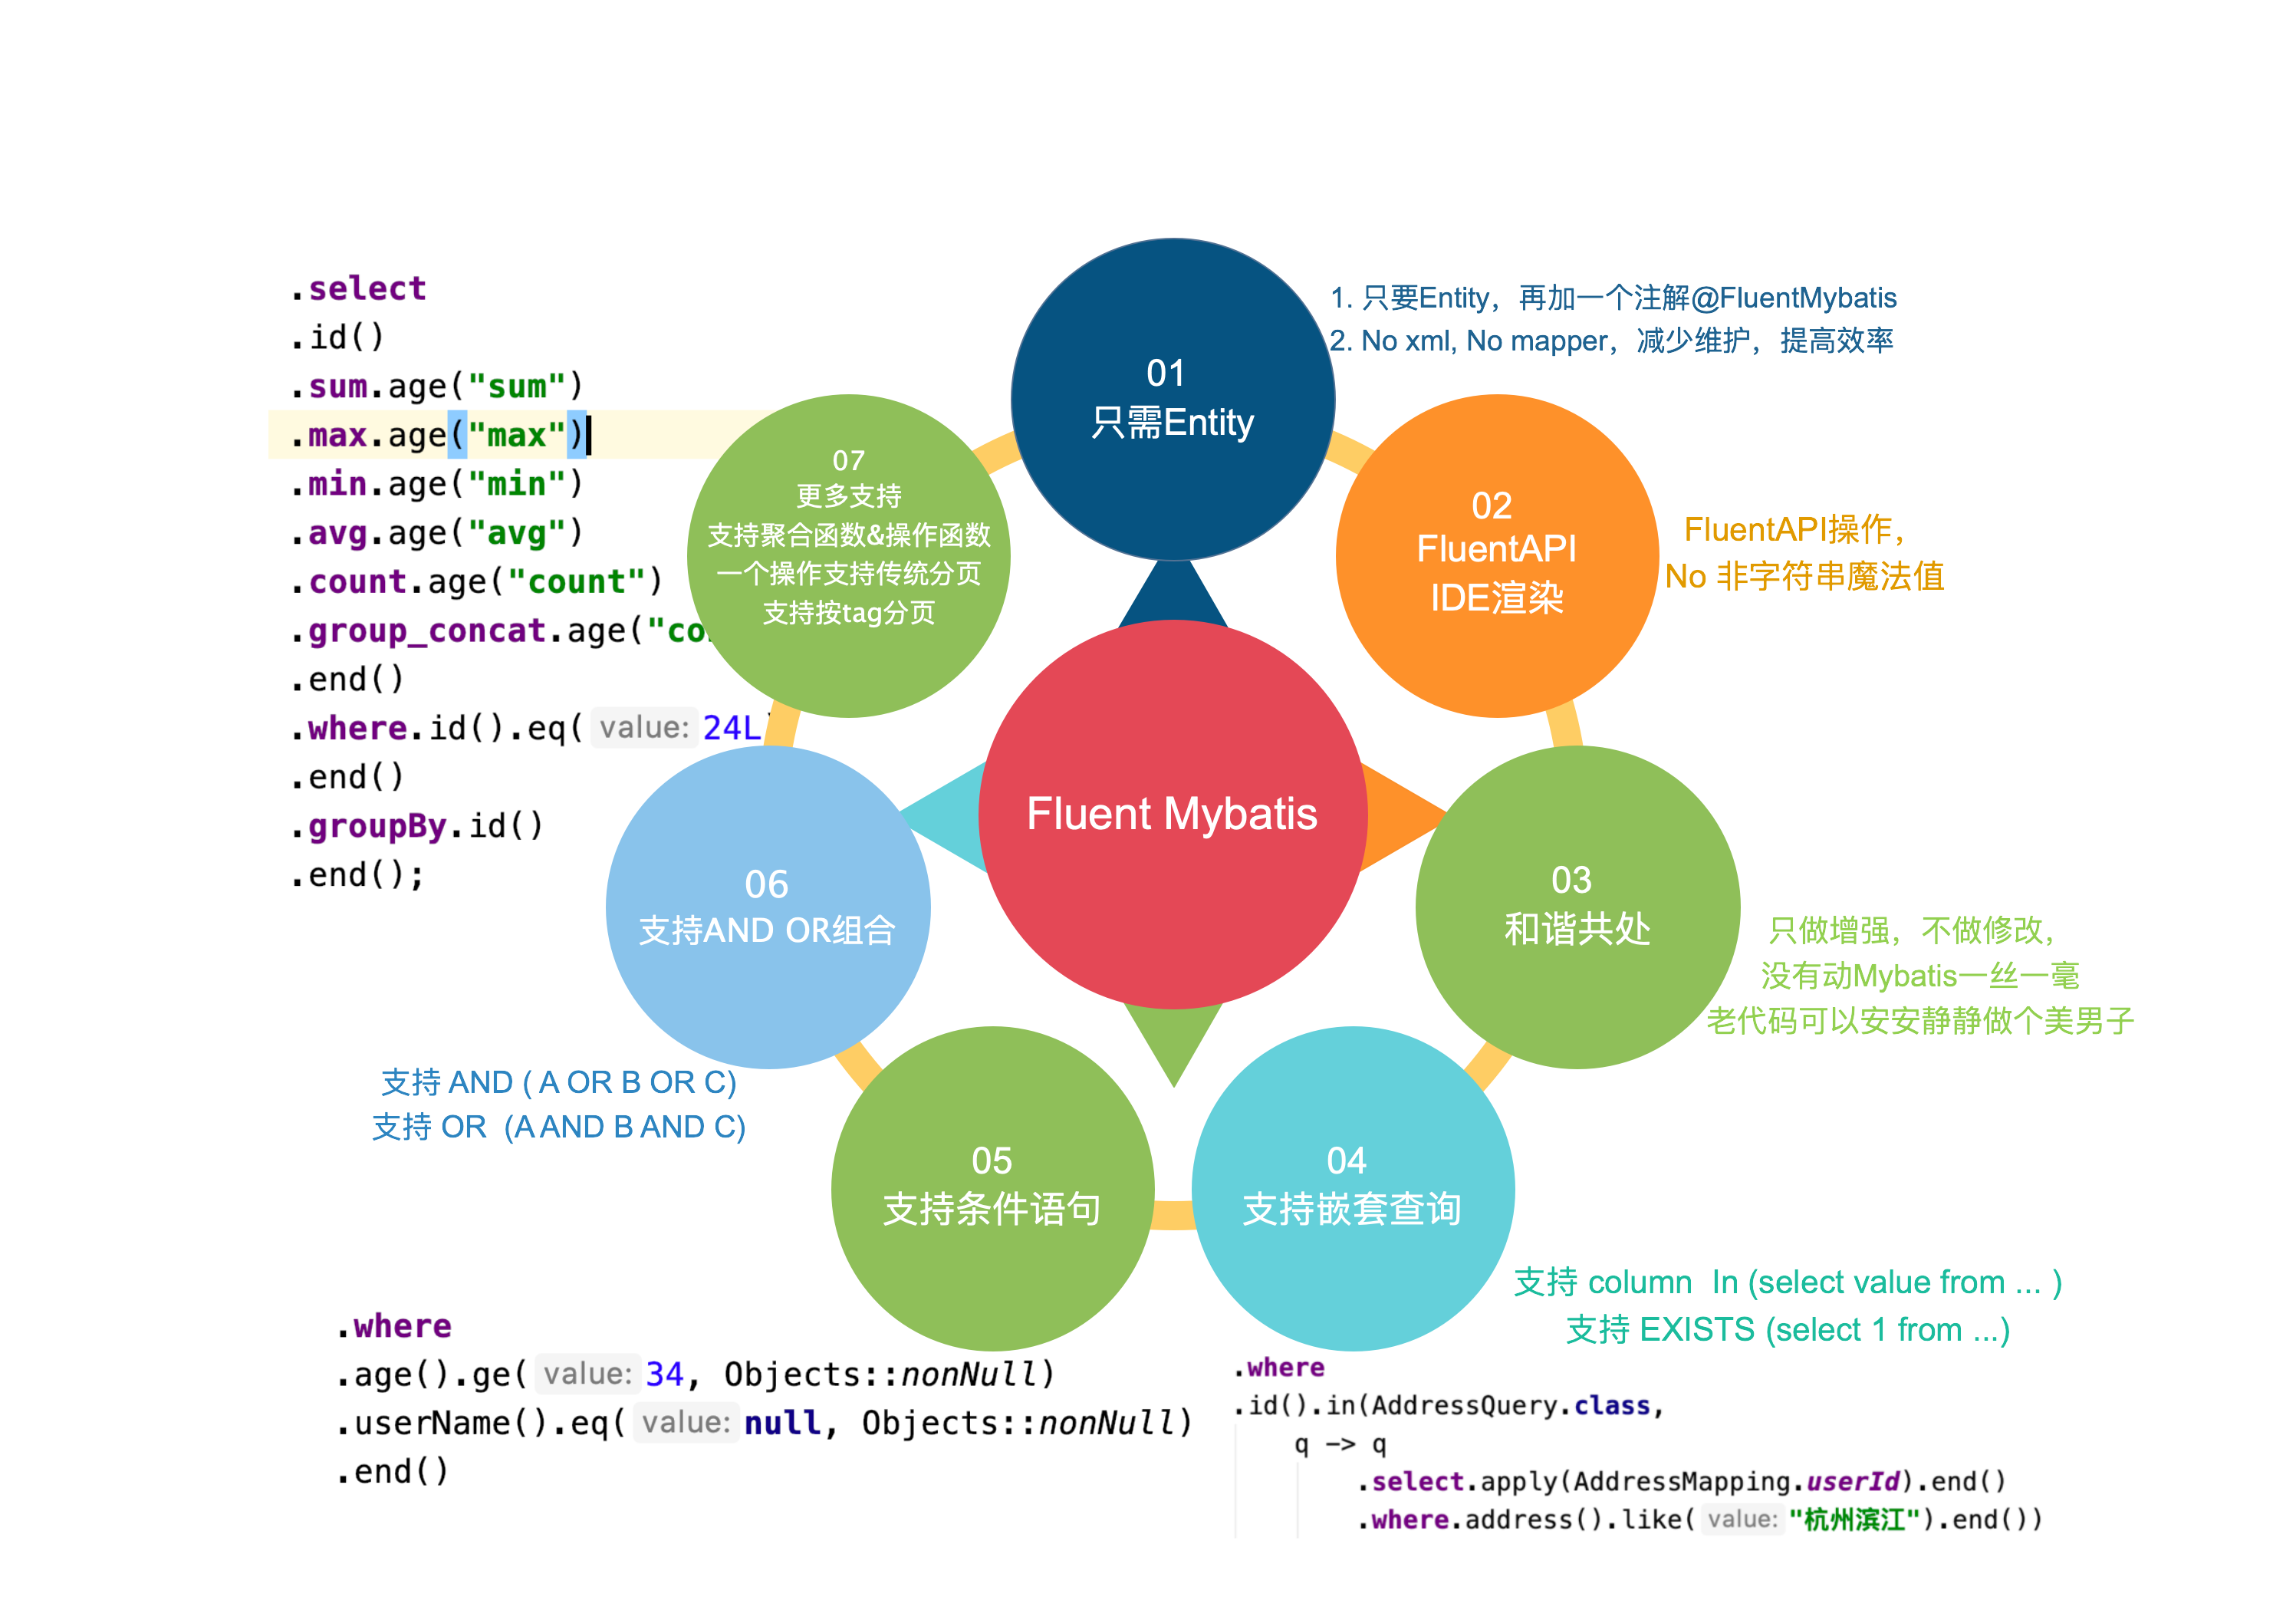 .select
.id()
.sum.age("sum")
.max.age("max")
.min.age("min")
.avg.age("avg")
.count.age("count")
.group_concat.age("co
.end()
.where.id().eq( value: 24L
.end()
.groupBy.id()
.end();
01
只需Entity
1. 只要Entity，再加一个注解@FluentMybatis
2. No xml, No mapper，减少维护，提高效率
02
FluentAPI
IDE渲染
FluentAPI操作，
No 非字符串魔法值
03
和谐共处
只做增强，不做修改，
没有动Mybatis一丝一毫
老代码可以安安静静做个美男子
04
支持嵌套查询
支持 column  In (select value from ... )
支持 EXISTS (select 1 from ...)
.where
.id().in(AddressQuery.class,
q -> q
.select.apply(AddressMapping.userId).end()
.where.address().like( value: "杭州滨江").end())
05
支持条件语句
.where
.age().ge( value: 34, Objects::nonNull)
.userName().eq( value: null, Objects::nonNull)
.end()
06
支持AND OR组合
支持 AND ( A OR B OR C)
支持 OR  (A AND B AND C)
07
更多支持
支持聚合函数&操作函数
一个操作支持传统分页
支持按tag分页
Fluent Mybatis